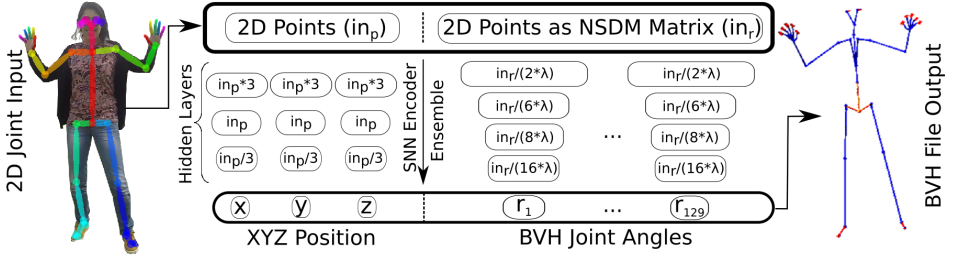 2D Joint Input
2D Points (inp)
2D Points as NSDM Matrix (inr)
Hidden Layers
inp*3 inp*3 inp*3
inp inp inp
inp/3 inp/3 inp/3
SNN Encoder
Ensemble
inr/(2*λ) inr/(2*λ)
inr/(6*λ) inr/(6*λ)
inr/(8*λ) ... inr/(8*λ)
inr/(16*λ) inr/(16*λ)
x y z r1 ... r129
XYZ Position
BVH Joint Angles
BVH File Output